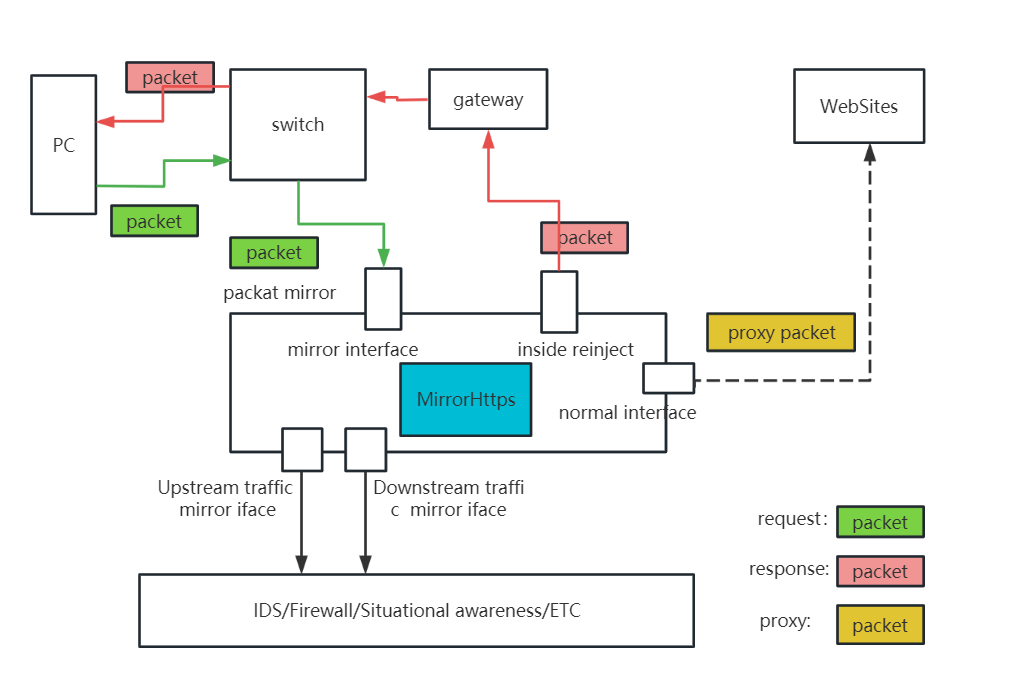 packet
PC
switch
gateway
WebSites
packet
packet
packet
packat mirror
mirror interface
inside reinject
proxy packet
MirrorHttps
normal interface
Upstream traffic
mirror iface
Downstream traffi
c mirror iface
request:
packet
response:
packet
proxy:
packet
IDS/Firewall/Situational awareness/ETC